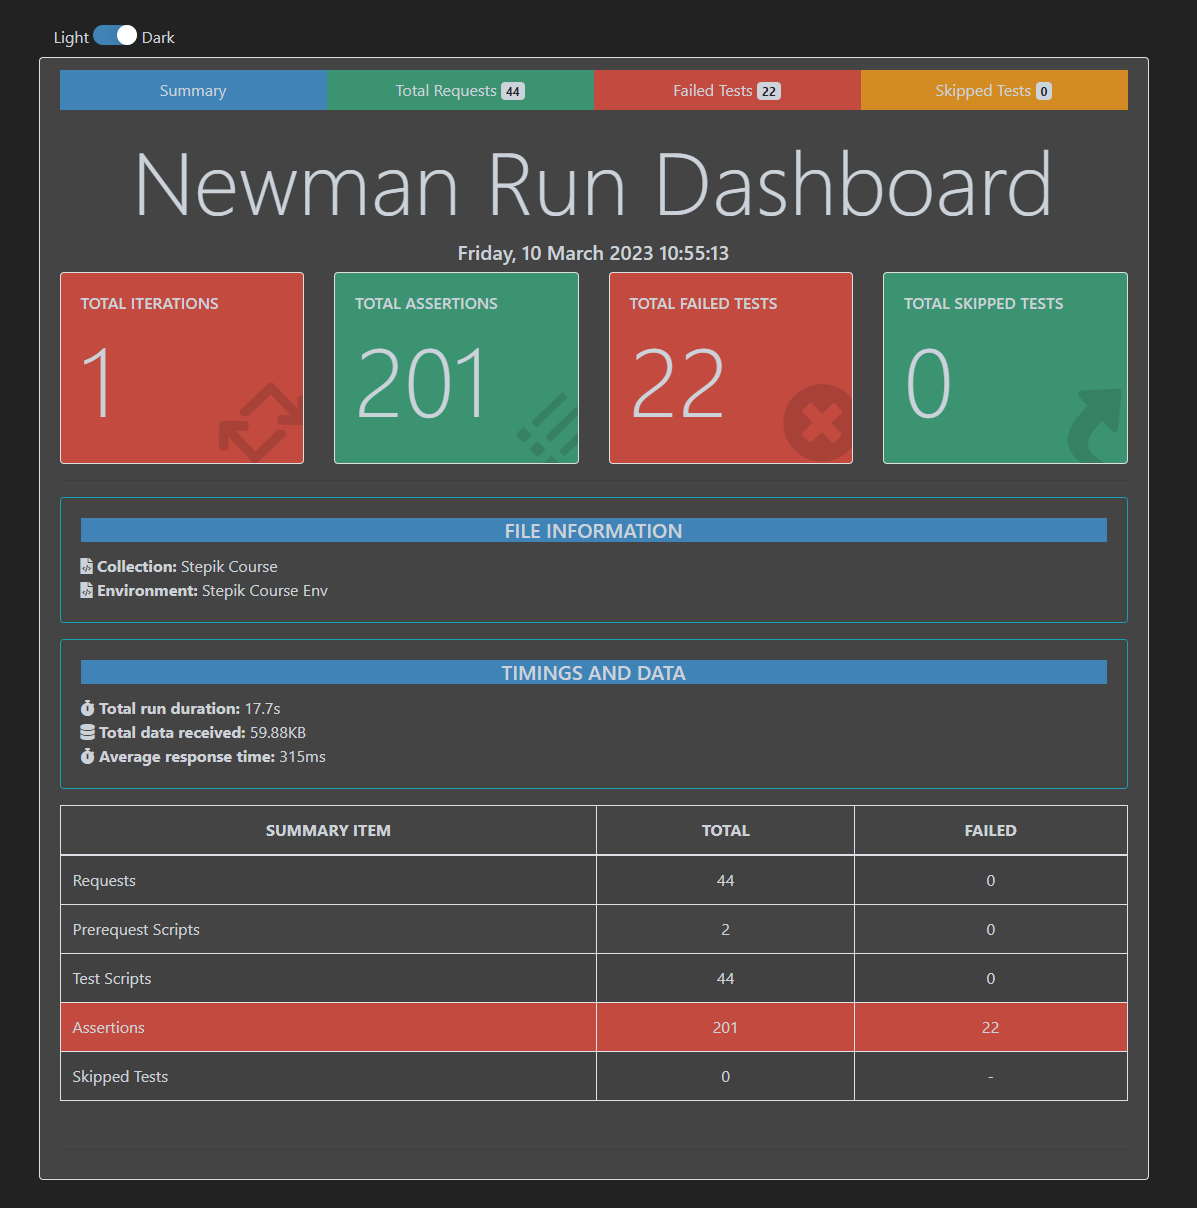 Light Dark
Summary Total Requests 44 Failed Tests 22 Skipped Tests 0
Newman Run Dashboard
Friday, 10 March 2023 10:55:13
TOTAL ITERATIONS TOTAL ASSERTIONS TOTAL FAILED TESTS TOTAL SKIPPED TESTS
1 201 22 0
FILE INFORMATION
Collection: Stepik Course
Environment: Stepik Course Env
TIMINGS AND DATA
Total run duration: 17.7s
Total data received: 59.88KB
Average response time: 315ms
SUMMARY ITEM TOTAL FAILED
Requests 44 0
Prerequest Scripts 2 0
Test Scripts 44 0
Assertions 201 22
Skipped Tests 0 -